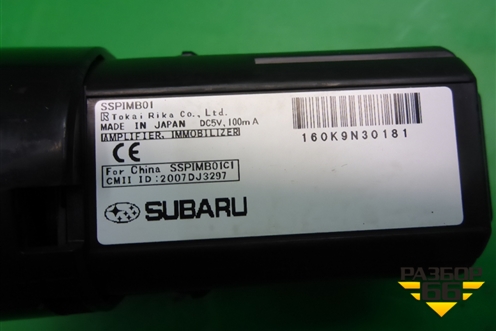 SSPIMB01
R Tokai Rika Co., Ltd.
MADE IN JAPAN DC5V, 100mA
AMPLIFIER, IMMOBILIZER
CE
160K9N30181
For China SSPIMB01C1
CMII ID:2007DJ3297
SUBARU
РАЗБОР
66